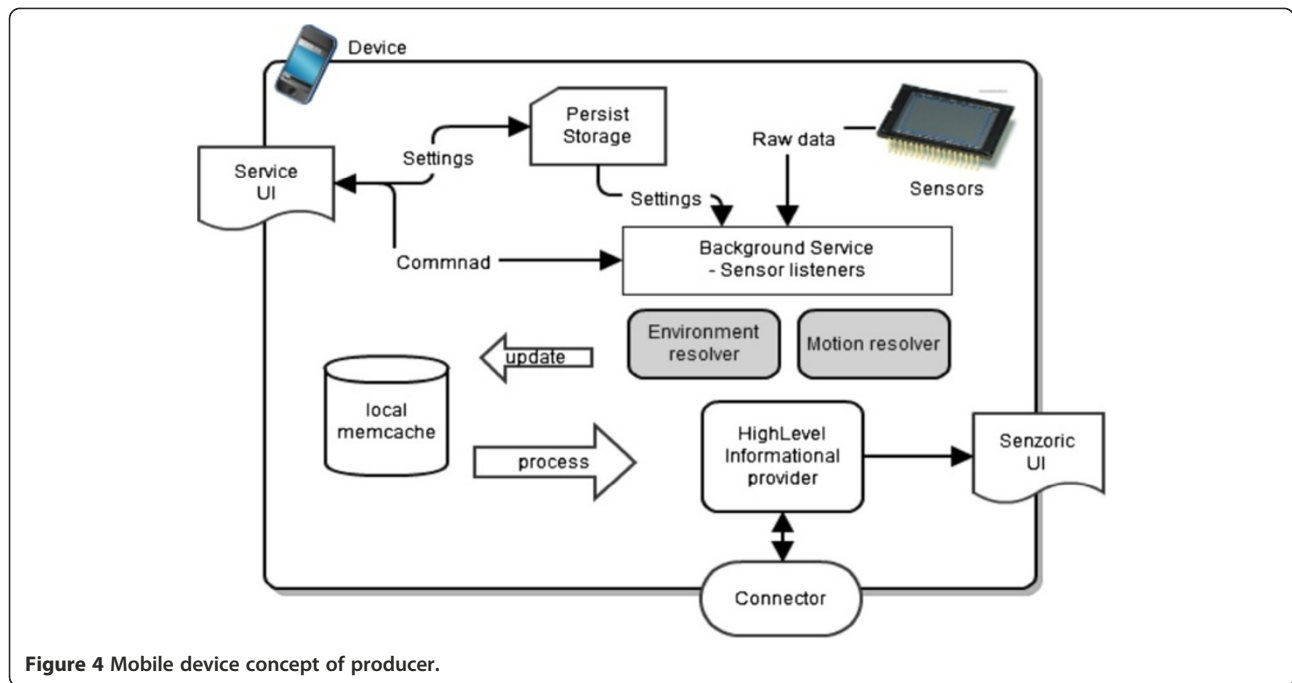 Device
Persist
Storage
Raw data
Settings
Service
UI
Sensors
Settings
Background Service
- Sensor listeners
Commnad
Environment
resolver
Motion resolver
update
local
memcache
HighLevel
Informational
provider
Senzoric
UI
process
Connector
Figure 4 Mobile device concept of producer.